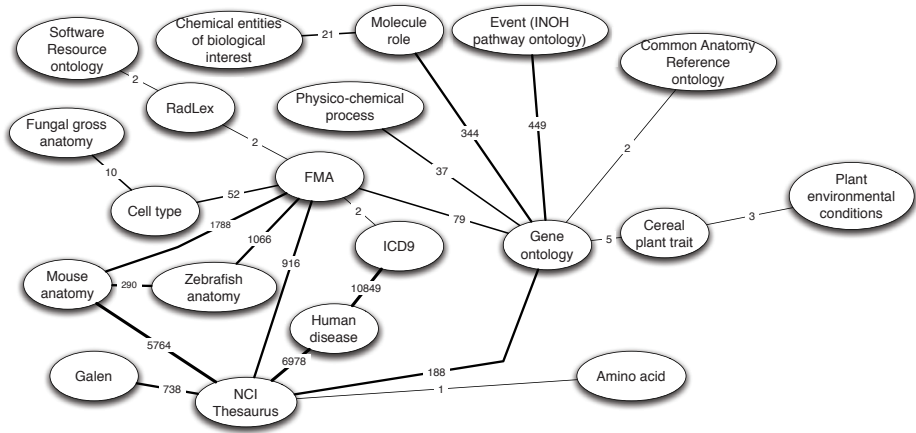 Software
Resource
ontology
Chemical entities
of biological
interest
21
Molecule
role
Event (INOH
pathway ontology)
Common Anatomy
Reference
ontology
2
RadLex
Physico-chemical
process
344
449
2
Fungal gross
anatomy
2
37
10
FMA
Cell type
52
2
79
Plant
environmental
conditions
3
Cereal
plant trait
5
Gene
ontology
1788
1066
916
ICD9
Mouse
anatomy
290
Zebrafish
anatomy
10849
Human
disease
5764
6978
Galen
738
NCI
Thesaurus
188
1
Amino acid